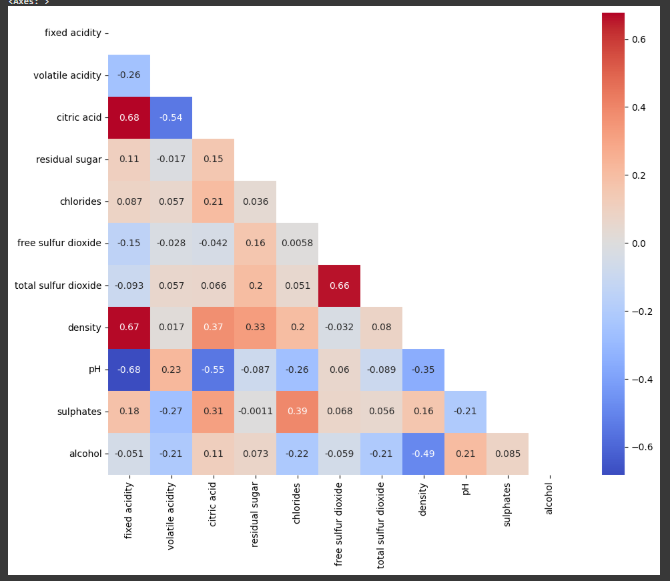 <Axes: >
fixed acidity
volatile acidity -0.26
citric acid 0.68 -0.54
residual sugar 0.11 -0.017 0.15
chlorides 0.087 0.057 0.21 0.036
free sulfur dioxide -0.15 -0.028 -0.042 0.16 0.0058
total sulfur dioxide -0.093 0.057 0.066 0.2 0.051 0.66
density 0.67 0.017 0.37 0.33 0.2 -0.032 0.08
pH -0.68 0.23 -0.55 -0.087 -0.26 0.06 -0.089 -0.35
sulphates 0.18 -0.27 0.31 -0.0011 0.39 0.068 0.056 0.16 -0.21
alcohol -0.051 -0.21 0.11 0.073 -0.22 -0.059 -0.21 -0.49 0.21 0.085
fixed acidity
volatile acidity
citric acid
residual sugar
chlorides
free sulfur dioxide
total sulfur dioxide
density
pH
sulphates
alcohol
0.6
0.4
0.2
0.0
−0.2
−0.4
−0.6